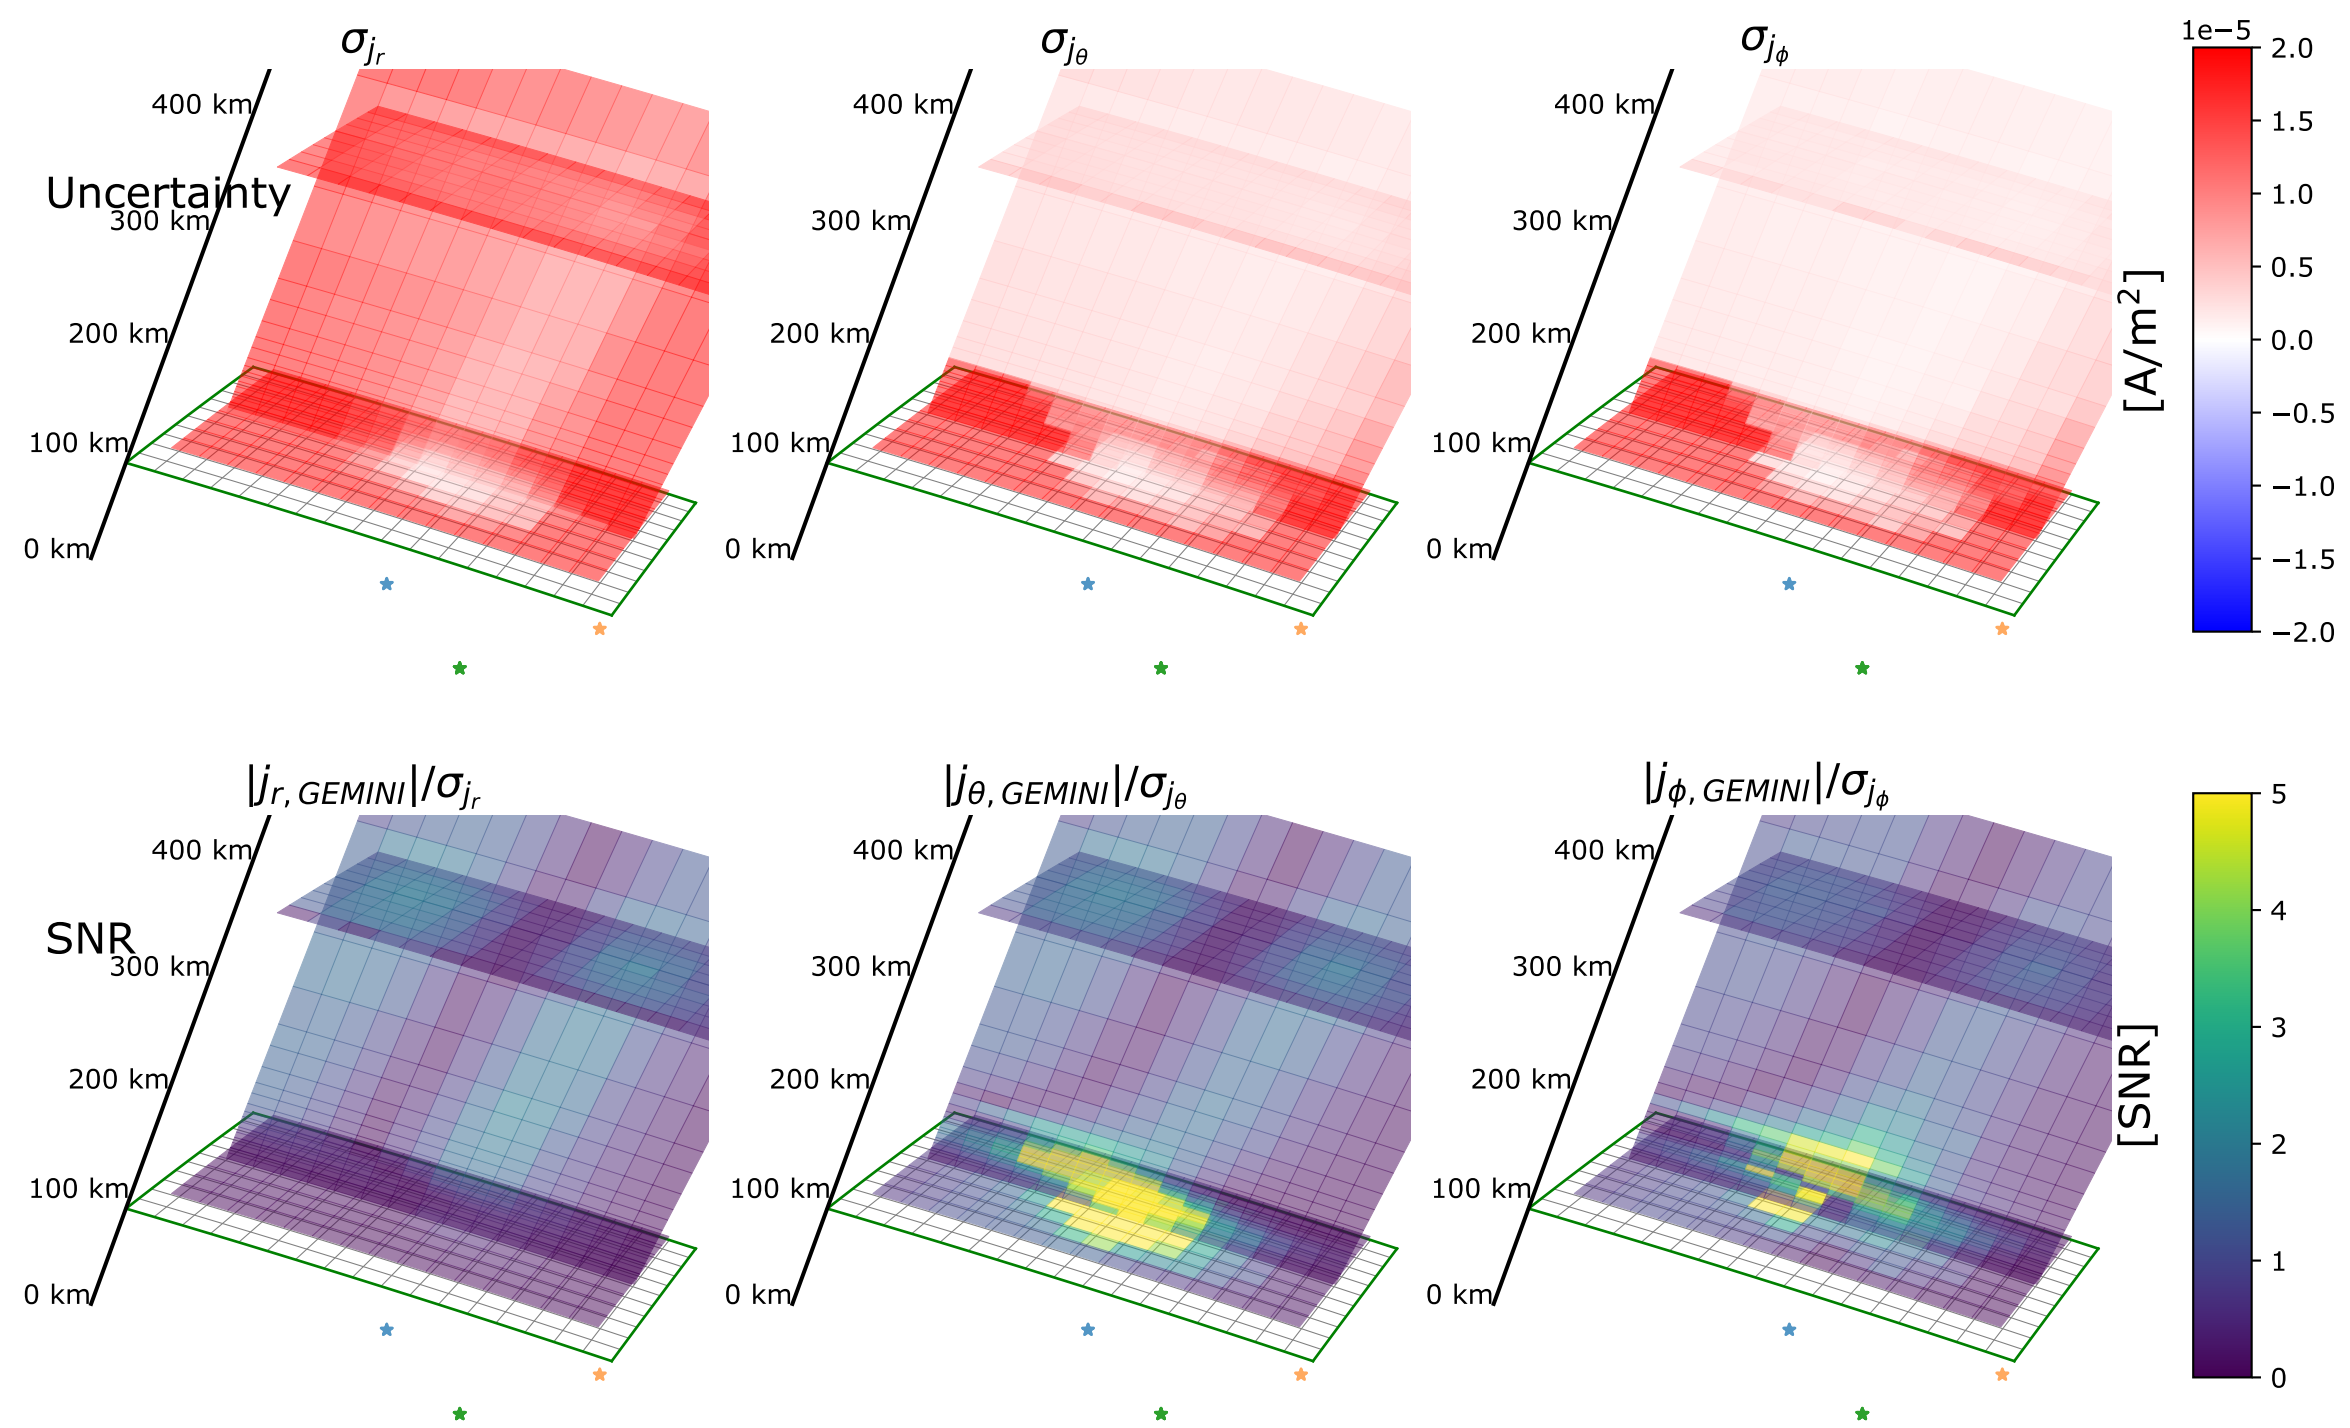 σ_{j_r} σ_{j_θ} σ_{j_ϕ}
Uncertainty
400 km
300 km
200 km
100 km
0 km
400 km
300 km
200 km
100 km
0 km
400 km
300 km
200 km
100 km
0 km
1e−5
2.0
1.5
1.0
0.5
0.0
−0.5
−1.0
−1.5
−2.0
[A/m²]
|j_{r, GEMINI}|/σ_{j_r} |j_{θ, GEMINI}|/σ_{j_θ} |j_{ϕ, GEMINI}|/σ_{j_ϕ}
SNR
400 km
300 km
200 km
100 km
0 km
400 km
300 km
200 km
100 km
0 km
400 km
300 km
200 km
100 km
0 km
5
4
3
2
1
0
[SNR]